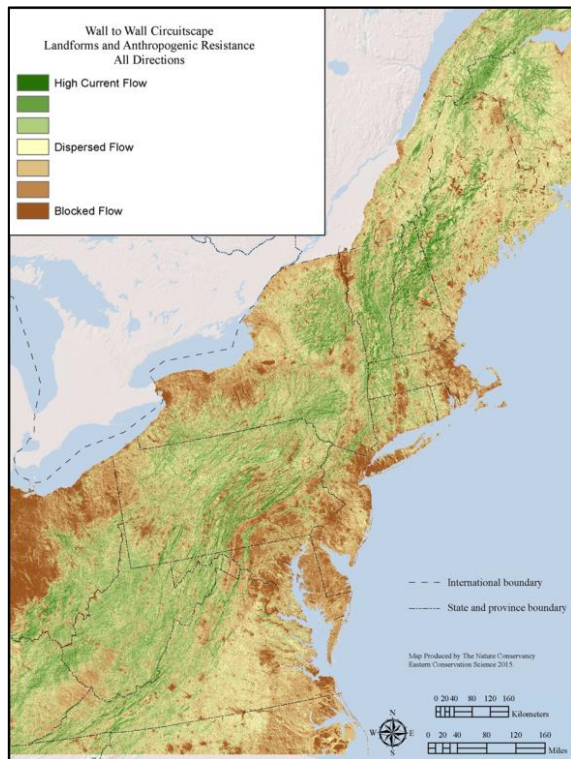 Wall to Wall Circuitscape
Landforms and Anthropogenic Resistance
All Directions
High Current Flow
Dispersed Flow
Blocked Flow
International boundary
State and province boundary
Map Produced by The Nature Conservancy
Eastern Conservation Science 2015.
N
W E
S
0 20 40 80 120 160
Kilometers
0 10 20 40 80 120 160
Miles